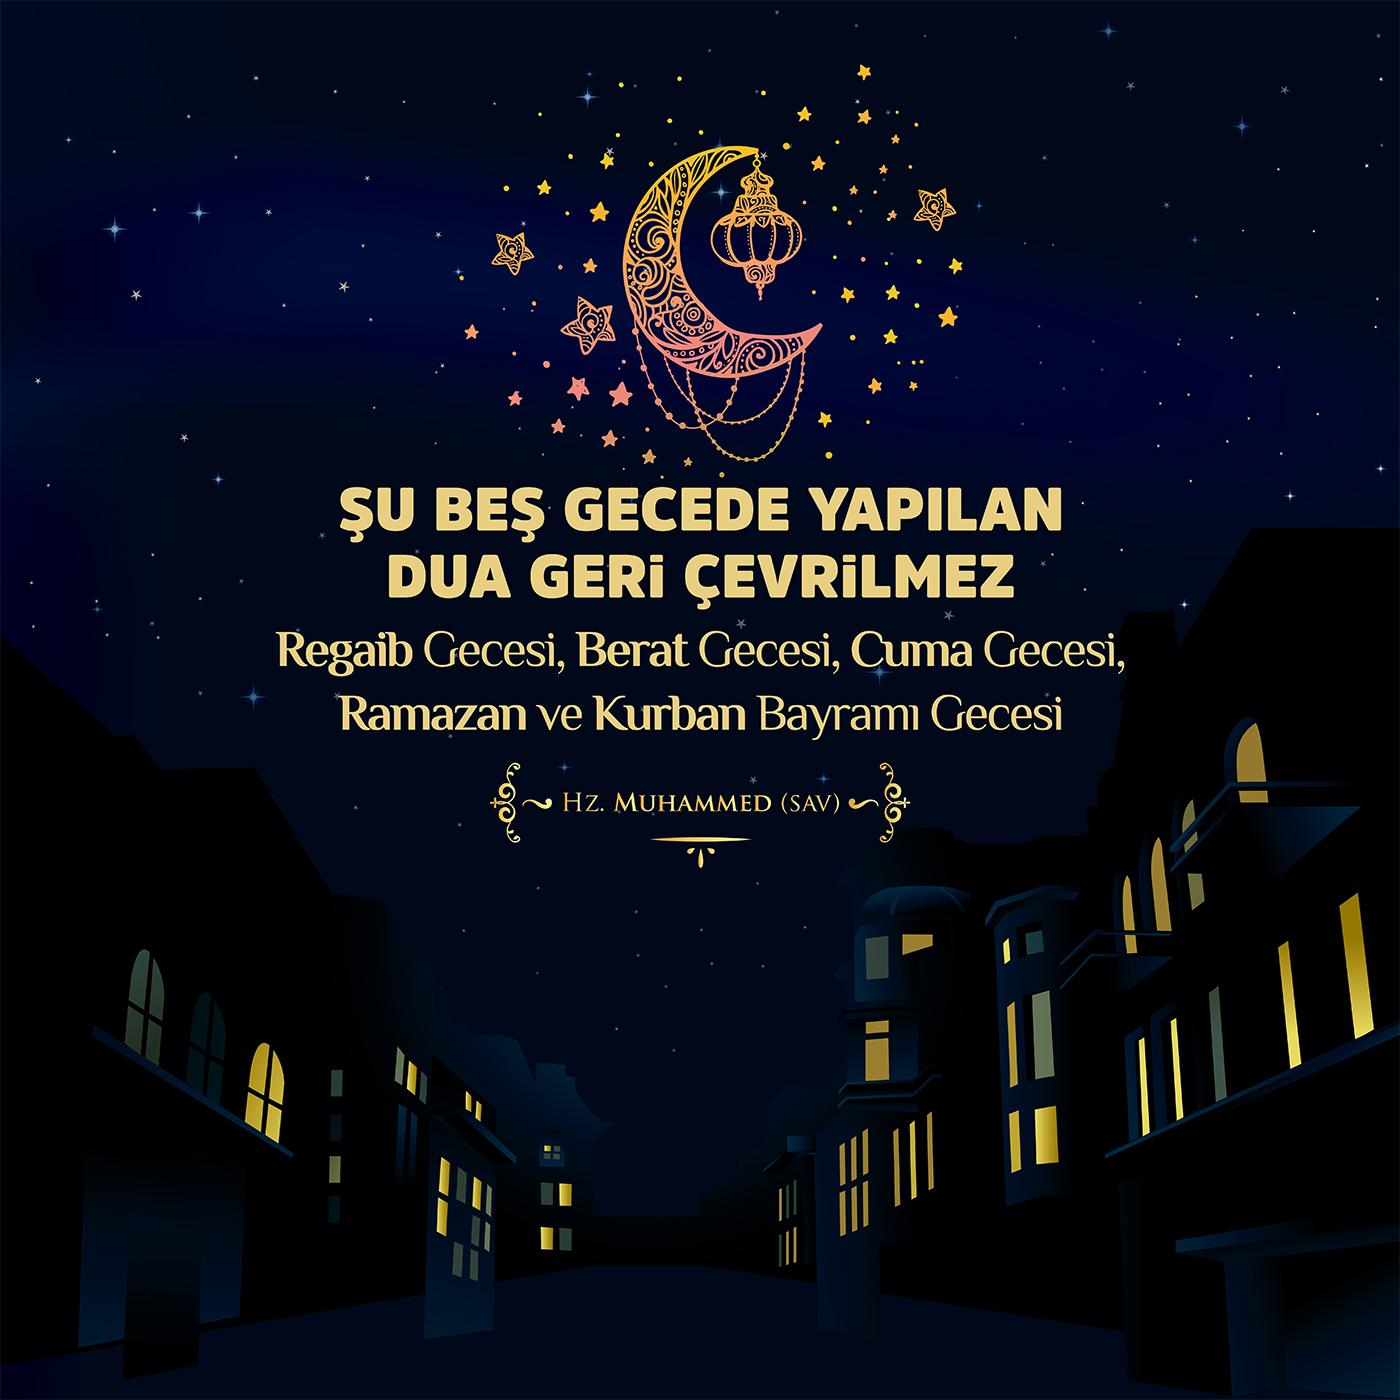 ŞU BEŞ GECEDE YAPILAN
DUA GERİ ÇEVRİLMEZ
Regaib Gecesi, Berat Gecesi, Cuma Gecesi,
Ramazan ve Kurban Bayramı Gecesi
Hz. Muhammed (sav)